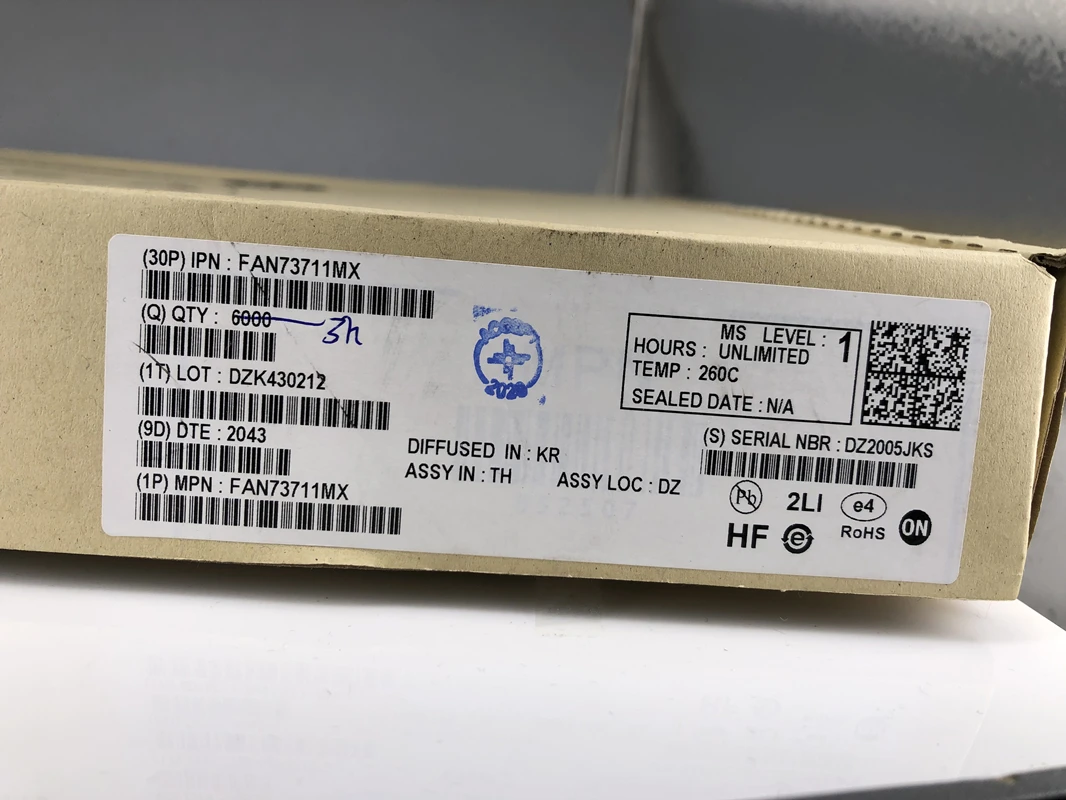 (30P) IPN : FAN73711MX
(Q) QTY : 6000
(1T) LOT : DZK430212
(9D) DTE : 2043
(1P) MPN : FAN73711MX
2020
DIFFUSED IN : KR
ASSY IN : TH ASSY LOC : DZ
MS LEVEL : 1
HOURS : UNLIMITED
TEMP : 260C
SEALED DATE : N/A
(S) SERIAL NBR : DZ2005JKS
Pb 2LI e4
HF e RoHS ON